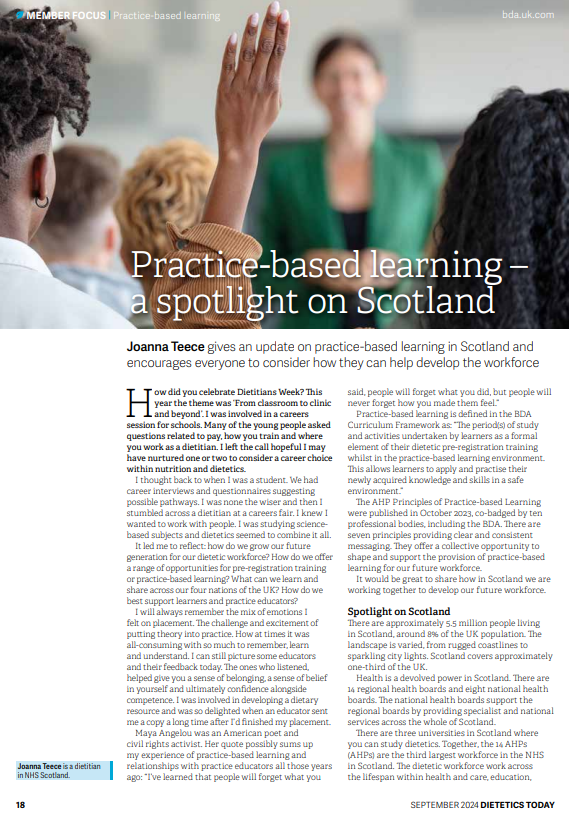 MEMBER FOCUS | Practice-based learning
bda.uk.com
Practice-based learning –
a spotlight on Scotland
Joanna Teece gives an update on practice-based learning in Scotland and
encourages everyone to consider how they can help develop the workforce
How did you celebrate Dietitians Week? This
year the theme was ‘From classroom to clinic
and beyond’. I was involved in a careers
session for schools. Many of the young people asked
questions related to pay, how you train and where
you work as a dietitian. I left the call hopeful I may
have nurtured one or two to consider a career choice
within nutrition and dietetics.
I thought back to when I was a student. We had
career interviews and questionnaires suggesting
possible pathways. I was none the wiser and then I
stumbled across a dietitian at a careers fair. I knew I
wanted to work with people. I was studying science-
based subjects and dietetics seemed to combine it all.
It led me to reflect: how do we grow our future
generation for our dietetic workforce? How do we offer
a range of opportunities for pre-registration training
or practice-based learning? What can we learn and
share across our four nations of the UK? How do we
best support learners and practice educators?
I will always remember the mix of emotions I
felt on placement. The challenge and excitement of
putting theory into practice. How at times it was
all-consuming with so much to remember, learn
and understand. I can still picture some educators
and their feedback today. The ones who listened,
helped give you a sense of belonging, a sense of belief
in yourself and ultimately confidence alongside
competence. I was involved in developing a dietary
resource and was so delighted when an educator sent
me a copy a long time after I’d finished my placement.
Maya Angelou was an American poet and
civil rights activist. Her quote possibly sums up
my experience of practice-based learning and
relationships with practice educators all those years
ago: “I’ve learned that people will forget what you
said, people will forget what you did, but people will
never forget how you made them feel.”
Practice-based learning is defined in the BDA
Curriculum Framework as: “The period(s) of study
and activities undertaken by learners as a formal
element of their dietetic pre-registration training
whilst in the practice-based learning environment.
This allows learners to apply and practise their
newly acquired knowledge and skills in a safe
environment.”
The AHP Principles of Practice-based Learning
were published in October 2023, co-badged by ten
professional bodies, including the BDA. There are
seven principles providing clear and consistent
messaging. They offer a collective opportunity to
shape and support the provision of practice-based
learning for our future workforce.
It would be great to share how in Scotland we are
working together to develop our future workforce.
Spotlight on Scotland
There are approximately 5.5 million people living
in Scotland, around 8% of the UK population. The
landscape is varied, from rugged coastlines to
sparkling city lights. Scotland covers approximately
one-third of the UK.
Health is a devolved power in Scotland. There are
14 regional health boards and eight national health
boards. The national health boards support the
regional boards by providing specialist and national
services across the whole of Scotland.
There are three universities in Scotland where
you can study dietetics. Together, the 14 AHPs
(AHPs) are the third largest workforce in the NHS
in Scotland. The dietetic workforce work across
the lifespan within health and care, education,
Joanna Teece is a dietitian
in NHS Scotland.
18
SEPTEMBER 2024 DIETETICS TODAY